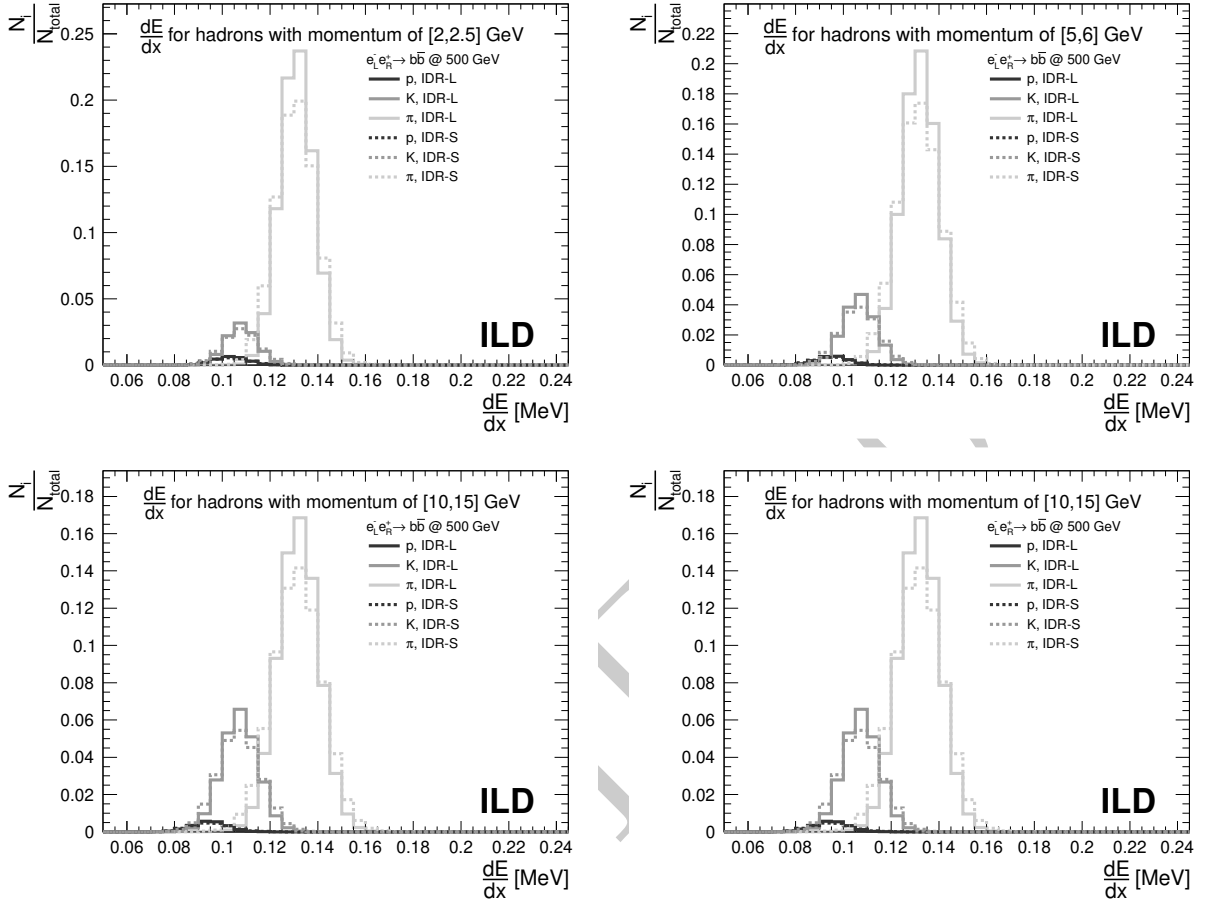 N_i / N_total
dE/dx for hadrons with momentum of [2,2.5] GeV
e⁻_L e⁺_R → bb̅ @ 500 GeV
p, IDR-L
K, IDR-L
π, IDR-L
p, IDR-S
K, IDR-S
π, IDR-S
ILD
0.25
0.2
0.15
0.1
0.05
0
0.06 0.08 0.1 0.12 0.14 0.16 0.18 0.2 0.22 0.24
dE/dx [MeV]
N_i / N_total
dE/dx for hadrons with momentum of [5,6] GeV
e⁻_L e⁺_R → bb̅ @ 500 GeV
p, IDR-L
K, IDR-L
π, IDR-L
p, IDR-S
K, IDR-S
π, IDR-S
ILD
0.22
0.2
0.18
0.16
0.14
0.12
0.1
0.08
0.06
0.04
0.02
0
0.06 0.08 0.1 0.12 0.14 0.16 0.18 0.2 0.22 0.24
dE/dx [MeV]
N_i / N_total
dE/dx for hadrons with momentum of [10,15] GeV
e⁻_L e⁺_R → bb̅ @ 500 GeV
p, IDR-L
K, IDR-L
π, IDR-L
p, IDR-S
K, IDR-S
π, IDR-S
ILD
0.18
0.16
0.14
0.12
0.1
0.08
0.06
0.04
0.02
0
0.06 0.08 0.1 0.12 0.14 0.16 0.18 0.2 0.22 0.24
dE/dx [MeV]
N_i / N_total
dE/dx for hadrons with momentum of [10,15] GeV
e⁻_L e⁺_R → bb̅ @ 500 GeV
p, IDR-L
K, IDR-L
π, IDR-L
p, IDR-S
K, IDR-S
π, IDR-S
ILD
0.18
0.16
0.14
0.12
0.1
0.08
0.06
0.04
0.02
0
0.06 0.08 0.1 0.12 0.14 0.16 0.18 0.2 0.22 0.24
dE/dx [MeV]